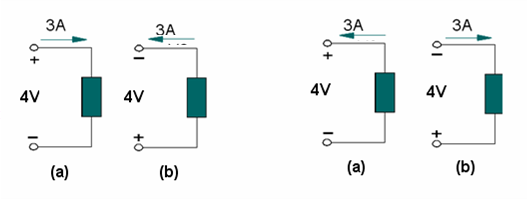 3A 3A 3A 3A
+ − + −
4V 4V 4V 4V
− + − +
(a) (b) (a) (b)